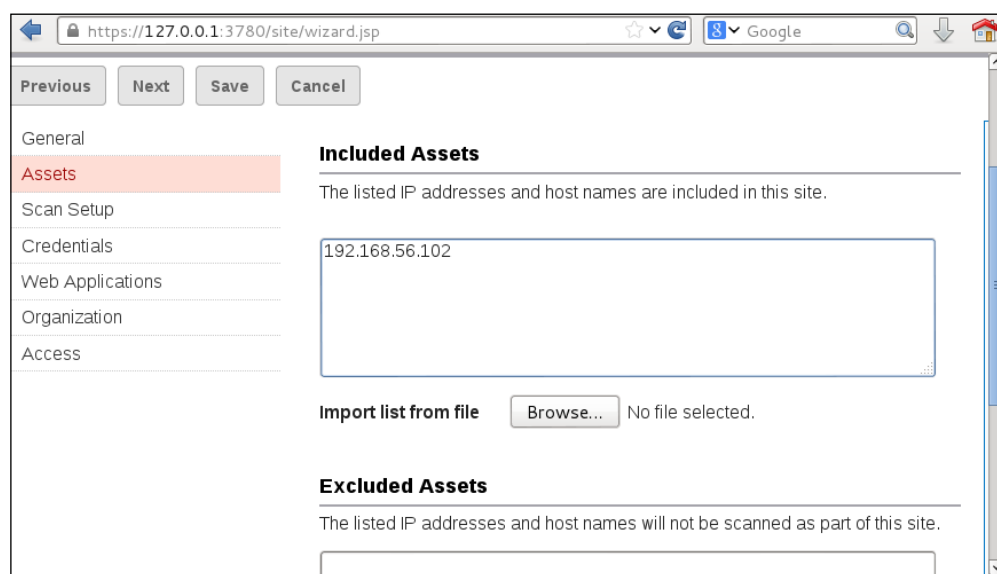 https://127.0.0.1:3780/site/wizard.jsp
8 Google
Previous Next Save Cancel
General
Assets
Scan Setup
Credentials
Web Applications
Organization
Access
Included Assets
The listed IP addresses and host names are included in this site.
192.168.56.102
Import list from file Browse... No file selected.
Excluded Assets
The listed IP addresses and host names will not be scanned as part of this site.